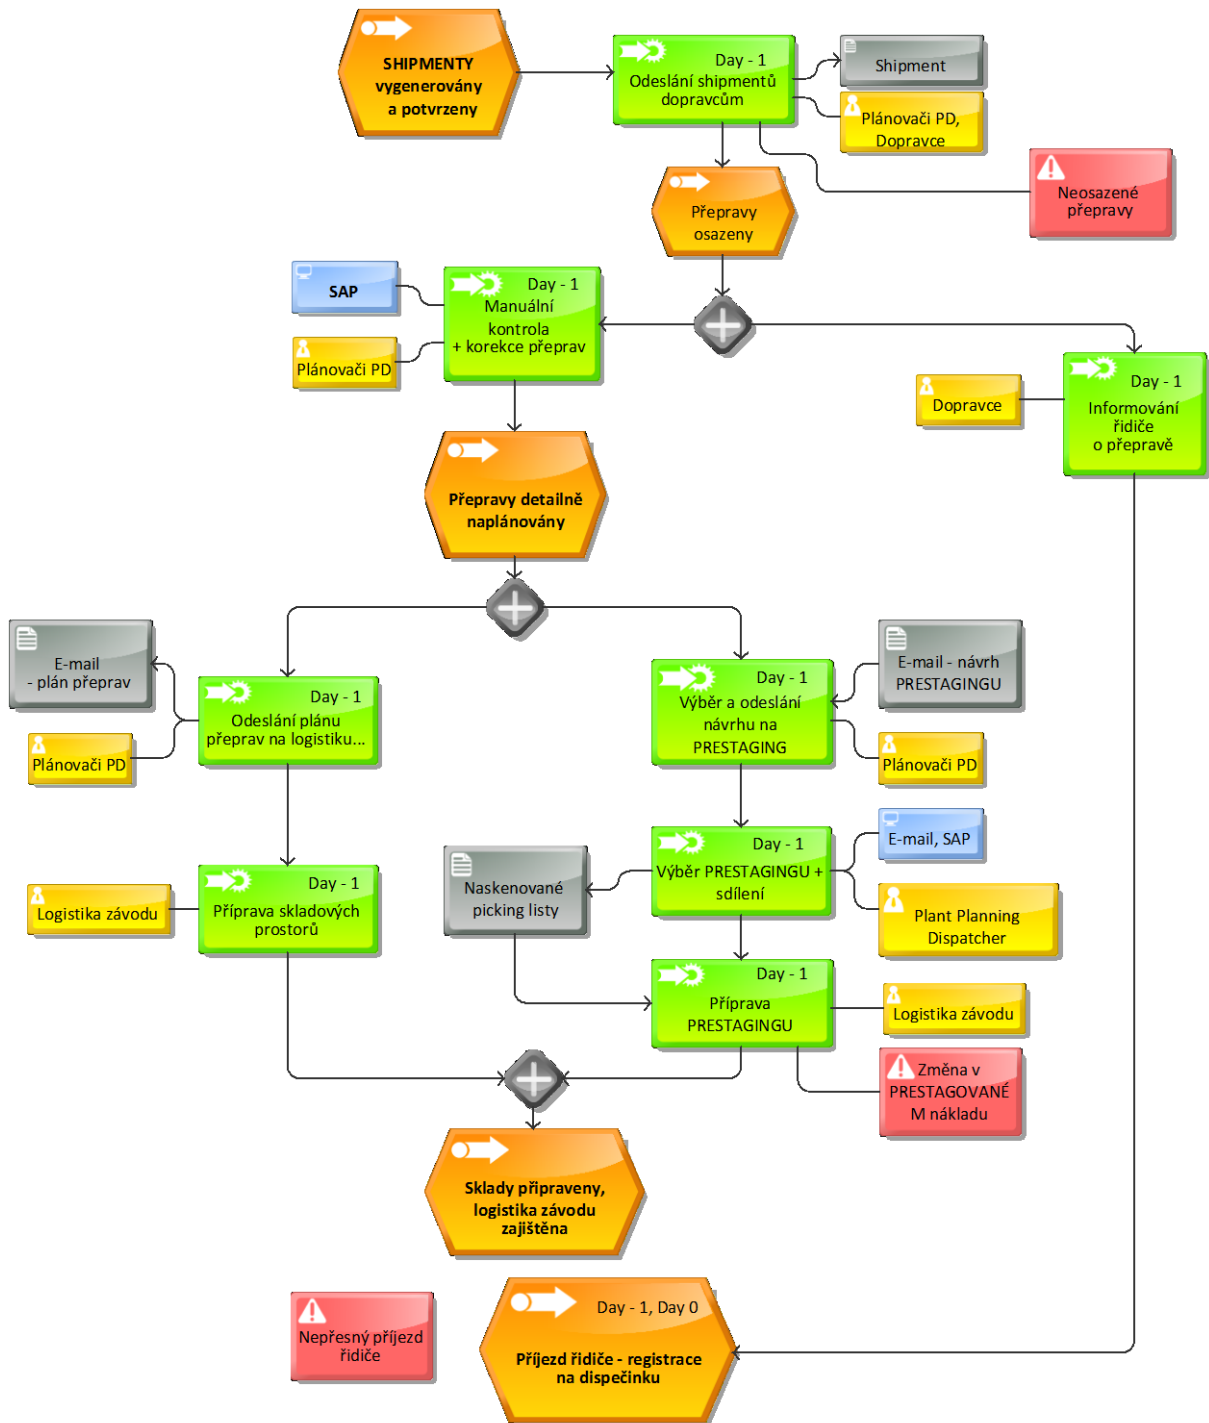 SHIPMENTY
vygenerovány
a potvrzeny
Day - 1
Odeslání shipmentů
dopravcům
Shipment
Plánovači PD,
Dopravce
Neosazené
přepravy
Přepravy
osazeny
SAP
Day - 1
Manuální
kontrola
+ korekce přeprav
Plánovači PD
Dopravce
Day - 1
Informování
řidiče
o přepravě
Přepravy detailně
naplánovány
E-mail
- plán přeprav
Day - 1
Odeslání plánu
přeprav na logistiku...
Plánovači PD
Day - 1
Výběr a odeslání
návrhu na
PRESTAGING
E-mail - návrh
PRESTAGINGU
Plánovači PD
Day - 1
Výběr PRESTAGINGU +
sdílení
E-mail, SAP
Plant Planning
Dispatcher
Naskenované
picking listy
Logistika závodu
Day - 1
Příprava skladových
prostorů
Day - 1
Příprava
PRESTAGINGU
Logistika závodu
Změna v
PRESTAGOVANÉ
M nákladu
Sklady připraveny,
logistika závodu
zajištěna
Nepřesný příjezd
řidiče
Day - 1, Day 0
Příjezd řidiče - registrace
na dispečinku